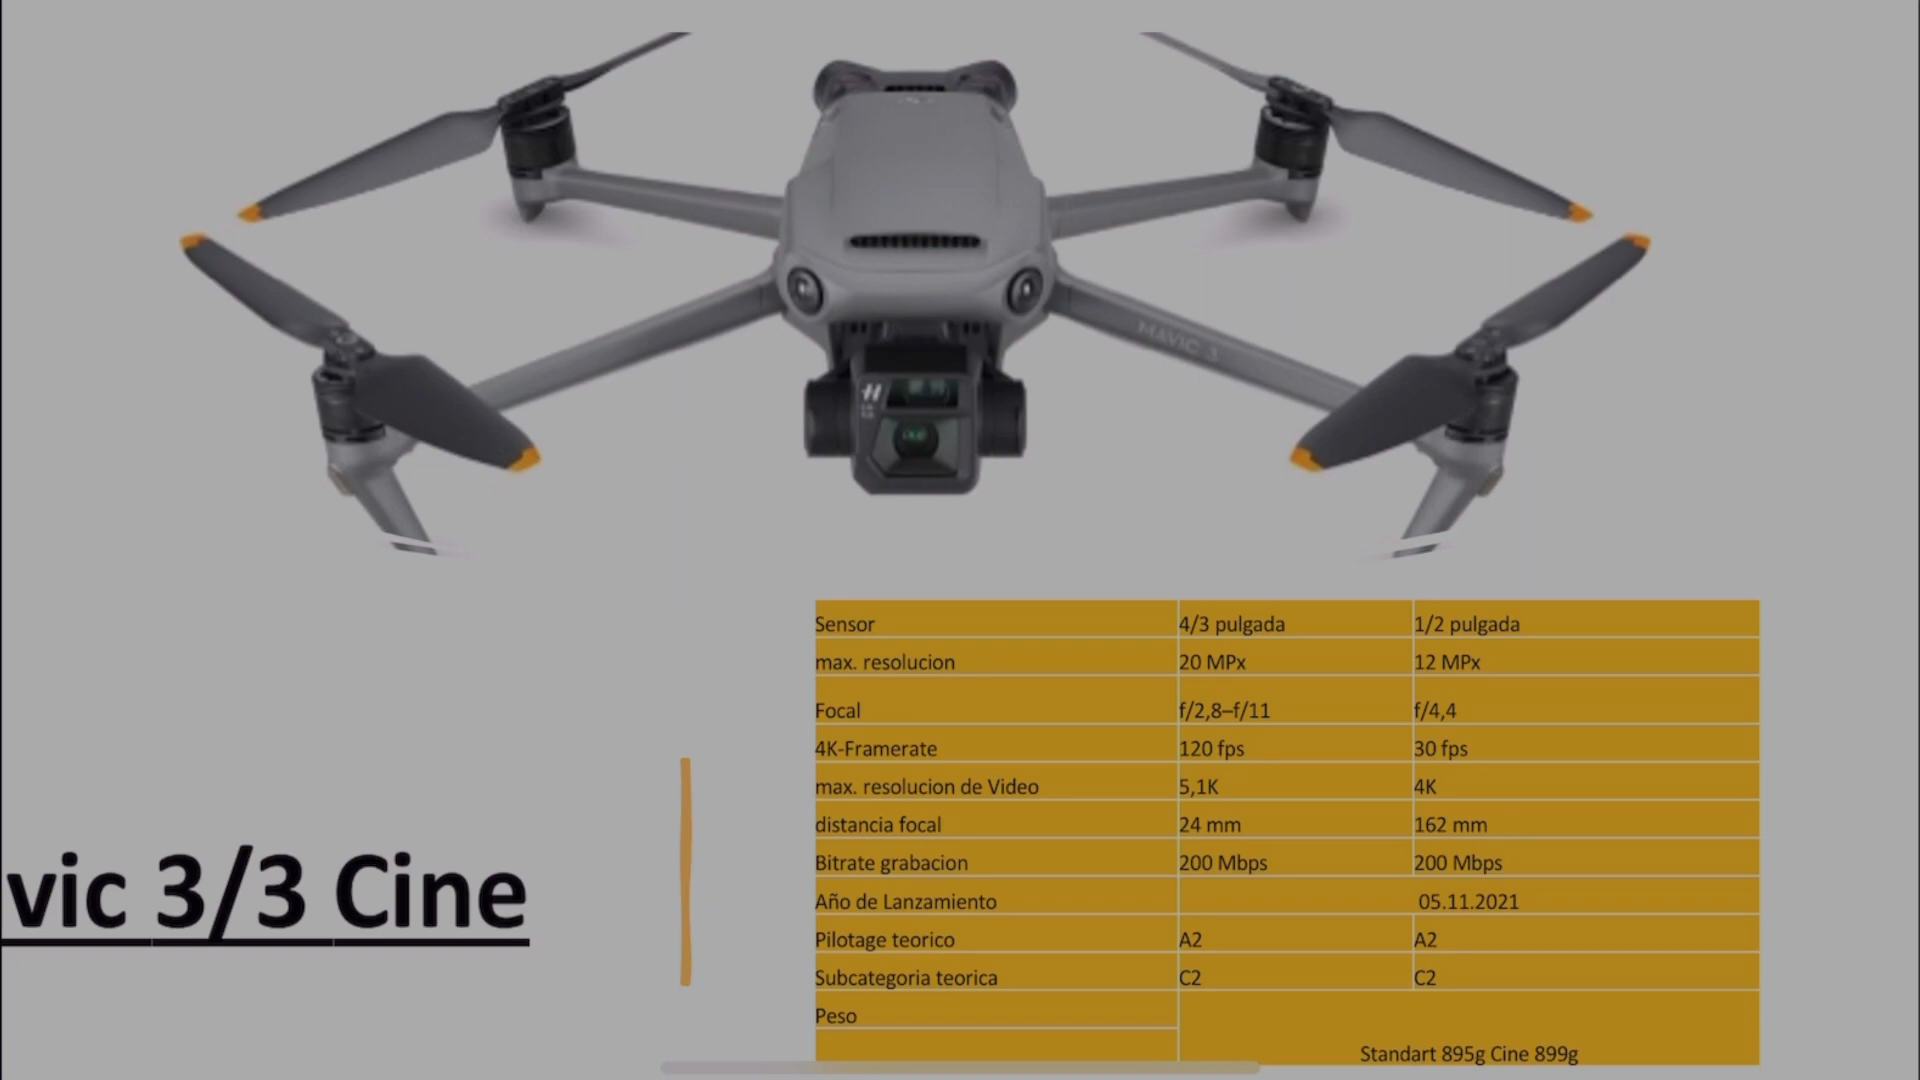 MAVIC 3
H
Sensor 4/3 pulgada 1/2 pulgada
max. resolucion 20 MPx 12 MPx
Focal f/2,8–f/11 f/4,4
4K-Framerate 120 fps 30 fps
max. resolucion de Video 5,1K 4K
distancia focal 24 mm 162 mm
Bitrate grabacion 200 Mbps 200 Mbps
Año de Lanzamiento 05.11.2021
Pilotage teorico A2 A2
Subcategoria teorica C2 C2
Peso
Standart 895g Cine 899g
vic 3/3 Cine